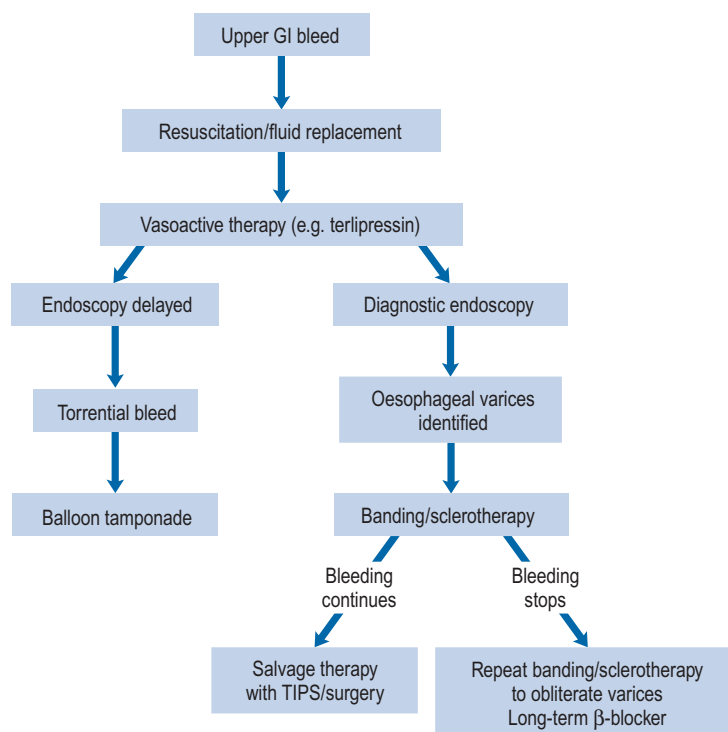 Upper GI bleed
Resuscitation/fluid replacement
Vasoactive therapy (e.g. terlipressin)
Endoscopy delayed
Diagnostic endoscopy
Torrential bleed
Oesophageal varices
identified
Balloon tamponade
Banding/sclerotherapy
Bleeding
continues
Bleeding
stops
Salvage therapy
with TIPS/surgery
Repeat banding/sclerotherapy
to obliterate varices
Long-term β-blocker